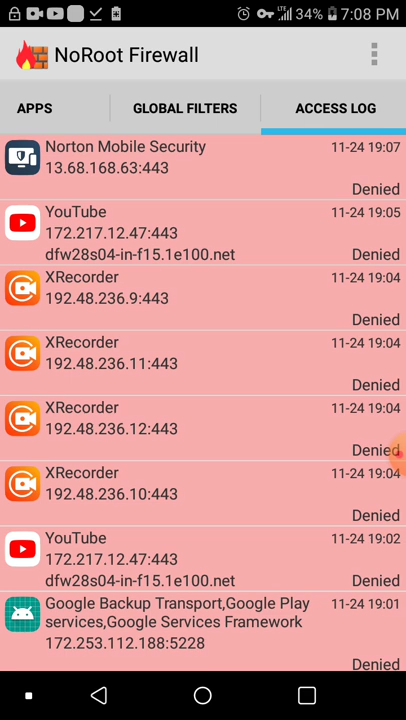 LTE 34% 7:08 PM
NoRoot Firewall
APPS GLOBAL FILTERS ACCESS LOG
Norton Mobile Security 11-24 19:07
13.68.168.63:443
Denied
YouTube 11-24 19:05
172.217.12.47:443
dfw28s04-in-f15.1e100.net Denied
XRecorder 11-24 19:04
192.48.236.9:443
Denied
XRecorder 11-24 19:04
192.48.236.11:443
Denied
XRecorder 11-24 19:04
192.48.236.12:443
Denied
XRecorder 11-24 19:04
192.48.236.10:443
Denied
YouTube 11-24 19:02
172.217.12.47:443
dfw28s04-in-f15.1e100.net Denied
Google Backup Transport,Google Play 11-24 19:01
services,Google Services Framework
172.253.112.188:5228
Denied